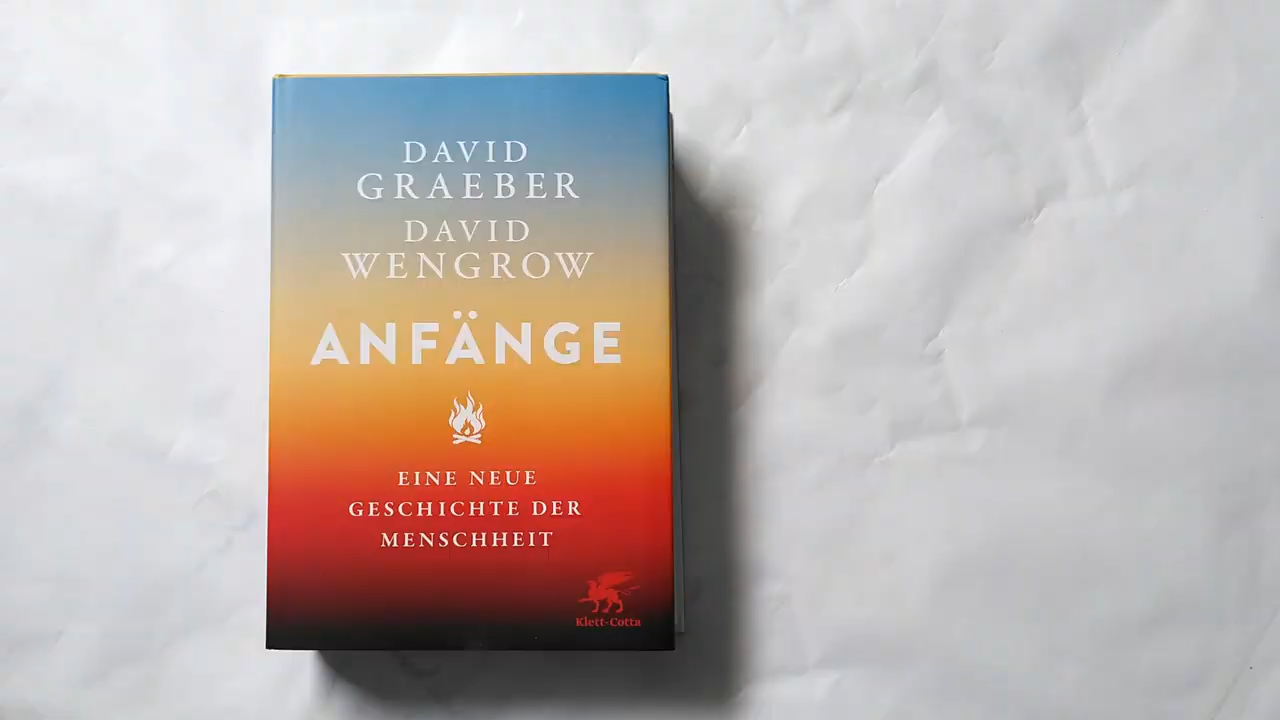 DAVID
GRAEBER
DAVID
WENGROW
ANFÄNGE
EINE NEUE
GESCHICHTE DER
MENSCHHEIT
Klett-Cotta